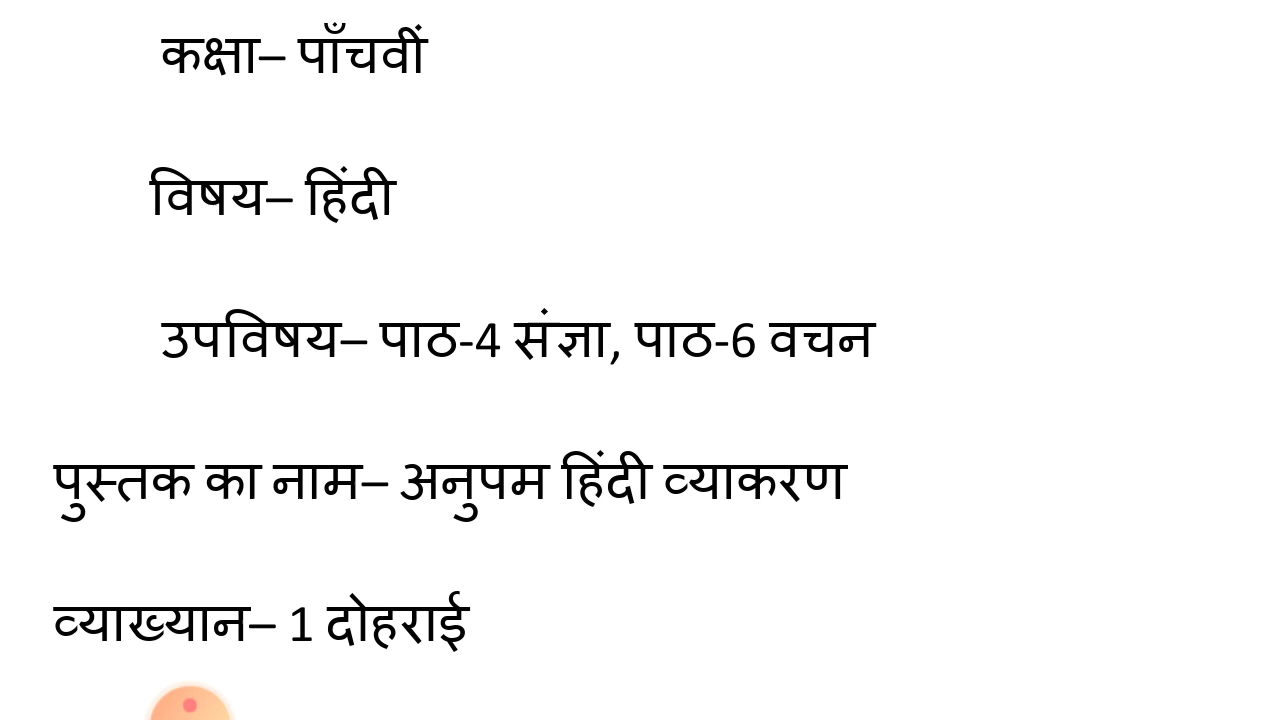 कक्षा– पाँचवीं
विषय– हिंदी
उपविषय– पाठ-4 संज्ञा, पाठ-6 वचन
पुस्तक का नाम– अनुपम हिंदी व्याकरण
व्याख्यान– 1 दोहराई